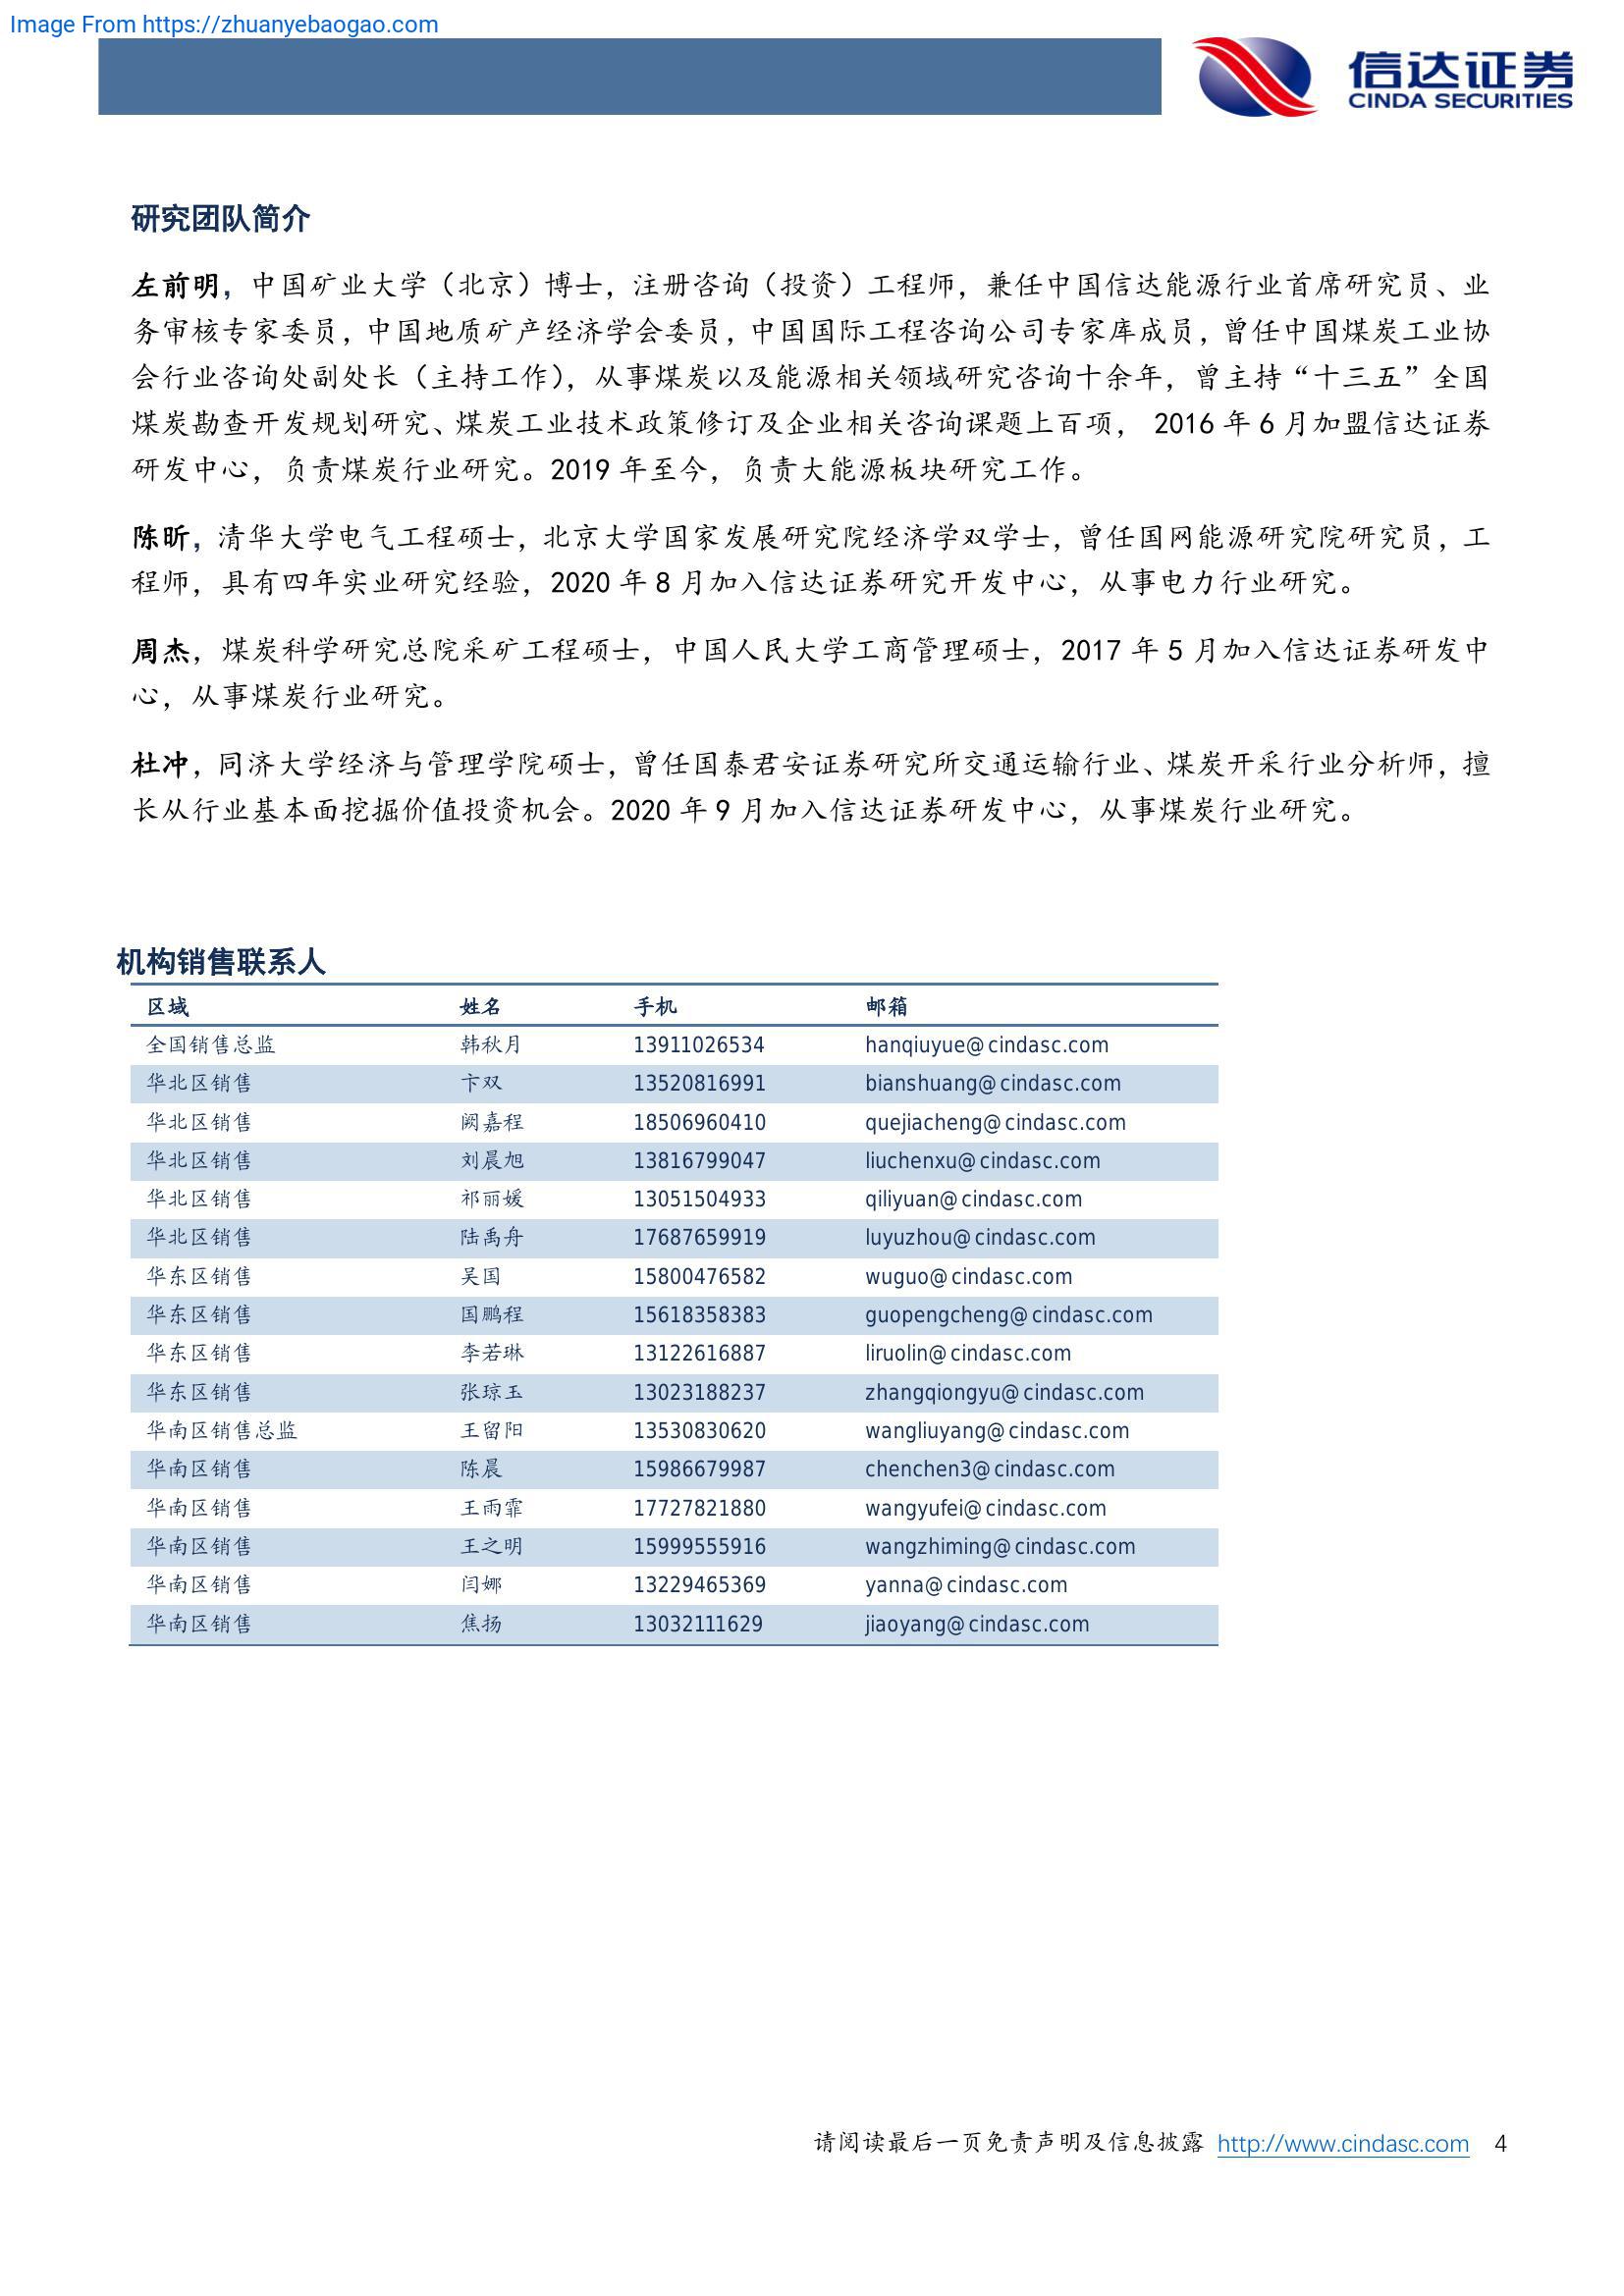 Image From https://zhuanyebaogao.com
信达证券
CINDA SECURITIES
研究团队简介
左前明，中国矿业大学（北京）博士，注册咨询（投资）工程师，兼任中国信达能源行业首席研究员、业
务审核专家委员，中国地质矿产经济学会委员，中国国际工程咨询公司专家库成员，曾任中国煤炭工业协
会行业咨询处副处长（主持工作），从事煤炭以及能源相关领域研究咨询十余年，曾主持“十三五”全国
煤炭勘查开发规划研究、煤炭工业技术政策修订及企业相关咨询课题上百项， 2016 年 6 月加盟信达证券
研发中心，负责煤炭行业研究。2019 年至今，负责大能源板块研究工作。
陈昕，清华大学电气工程硕士，北京大学国家发展研究院经济学双学士，曾任国网能源研究院研究员，工
程师，具有四年实业研究经验，2020 年 8 月加入信达证券研究开发中心，从事电力行业研究。
周杰，煤炭科学研究总院采矿工程硕士，中国人民大学工商管理硕士，2017 年 5 月加入信达证券研发中
心，从事煤炭行业研究。
杜冲，同济大学经济与管理学院硕士，曾任国泰君安证券研究所交通运输行业、煤炭开采行业分析师，擅
长从行业基本面挖掘价值投资机会。2020 年 9 月加入信达证券研发中心，从事煤炭行业研究。
机构销售联系人
区域 姓名 手机 邮箱
全国销售总监 韩秋月 13911026534 hanqiuyue@cindasc.com
华北区销售 卞双 13520816991 bianshuang@cindasc.com
华北区销售 阙嘉程 18506960410 quejiacheng@cindasc.com
华北区销售 刘晨旭 13816799047 liuchenxu@cindasc.com
华北区销售 祁丽媛 13051504933 qiliyuan@cindasc.com
华北区销售 陆禹舟 17687659919 luyuzhou@cindasc.com
华东区销售 吴国 15800476582 wuguo@cindasc.com
华东区销售 国鹏程 15618358383 guopengcheng@cindasc.com
华东区销售 李若琳 13122616887 liruolin@cindasc.com
华东区销售 张琼玉 13023188237 zhangqiongyu@cindasc.com
华南区销售总监 王留阳 13530830620 wangliuyang@cindasc.com
华南区销售 陈晨 15986679987 chenchen3@cindasc.com
华南区销售 王雨霏 17727821880 wangyufei@cindasc.com
华南区销售 王之明 15999555916 wangzhiming@cindasc.com
华南区销售 闫娜 13229465369 yanna@cindasc.com
华南区销售 焦扬 13032111629 jiaoyang@cindasc.com
请阅读最后一页免责声明及信息披露 http://www.cindasc.com 4